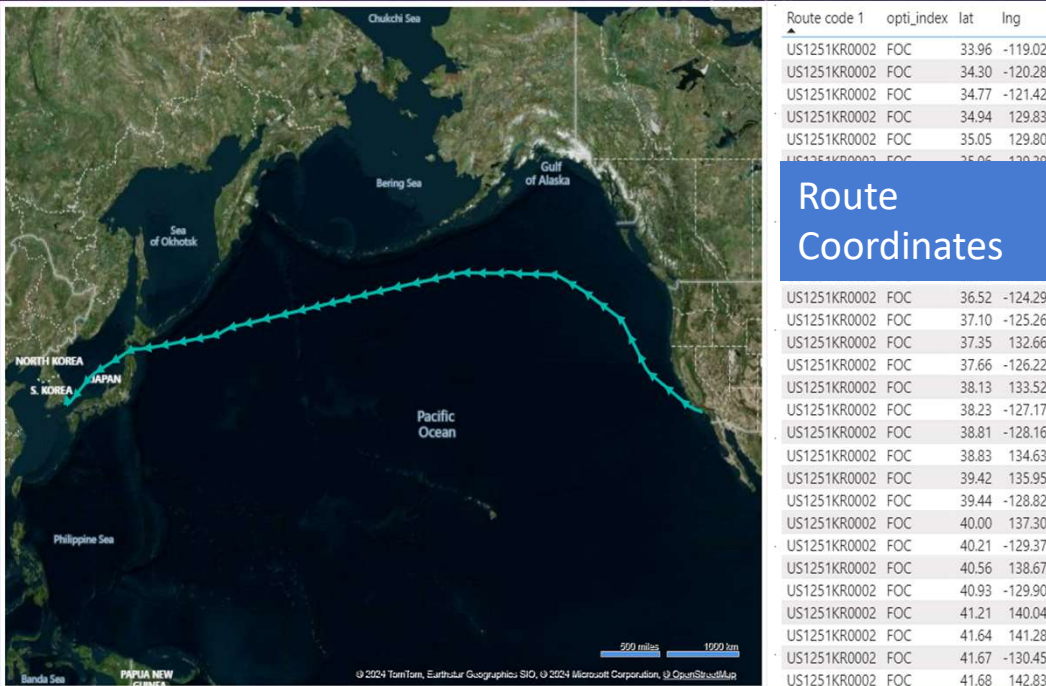 Chukchi Sea
Gulf
of Alaska
Bering Sea
Sea
of Okhotsk
NORTH KOREA
S. KOREA
JAPAN
Pacific
Ocean
Philippine Sea
Banda Sea
PAPUA NEW
GUINEA
500 miles 1000 km
© 2024 TomTom, Earthstar Geographics SIO, © 2024 Microsoft Corporation, © OpenStreetMap
Route code 1 opti_index lat lng
US1251KR0002 FOC 33.96 -119.02
US1251KR0002 FOC 34.30 -120.28
US1251KR0002 FOC 34.77 -121.42
US1251KR0002 FOC 34.94 129.83
US1251KR0002 FOC 35.05 129.80
Route
Coordinates
US1251KR0002 FOC 36.52 -124.29
US1251KR0002 FOC 37.10 -125.26
US1251KR0002 FOC 37.35 132.66
US1251KR0002 FOC 37.66 -126.22
US1251KR0002 FOC 38.13 133.52
US1251KR0002 FOC 38.23 -127.17
US1251KR0002 FOC 38.81 -128.16
US1251KR0002 FOC 38.83 134.63
US1251KR0002 FOC 39.42 135.95
US1251KR0002 FOC 39.44 -128.82
US1251KR0002 FOC 40.00 137.30
US1251KR0002 FOC 40.21 -129.37
US1251KR0002 FOC 40.56 138.67
US1251KR0002 FOC 40.93 -129.90
US1251KR0002 FOC 41.21 140.04
US1251KR0002 FOC 41.64 141.28
US1251KR0002 FOC 41.67 -130.45
US1251KR0002 FOC 41.68 142.83